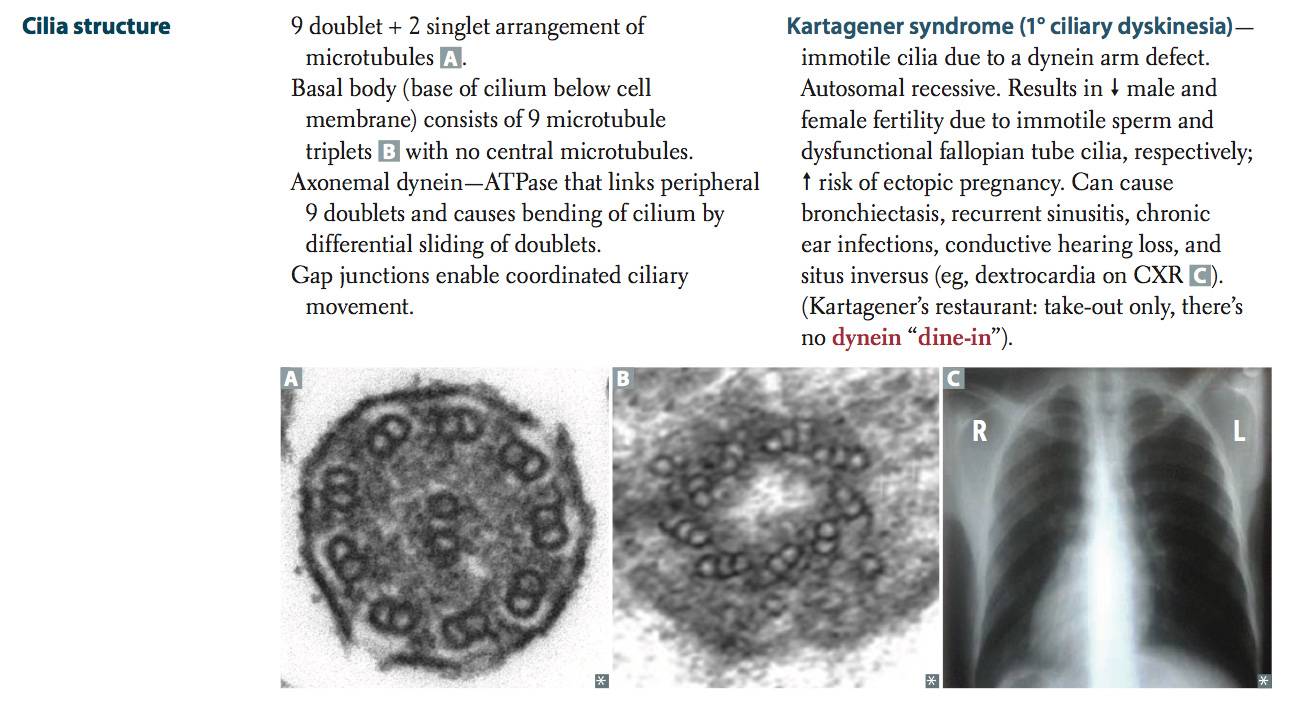 Cilia structure
9 doublet + 2 singlet arrangement of
microtubules A.
Basal body (base of cilium below cell
membrane) consists of 9 microtubule
triplets B with no central microtubules.
Axonemal dynein—ATPase that links peripheral
9 doublets and causes bending of cilium by
differential sliding of doublets.
Gap junctions enable coordinated ciliary
movement.
Kartagener syndrome (1° ciliary dyskinesia)—
immotile cilia due to a dynein arm defect.
Autosomal recessive. Results in ↓ male and
female fertility due to immotile sperm and
dysfunctional fallopian tube cilia, respectively;
↑ risk of ectopic pregnancy. Can cause
bronchiectasis, recurrent sinusitis, chronic
ear infections, conductive hearing loss, and
situs inversus (eg, dextrocardia on CXR C).
(Kartagener’s restaurant: take-out only, there’s
no dynein “dine-in”).
A
B
C
R
L